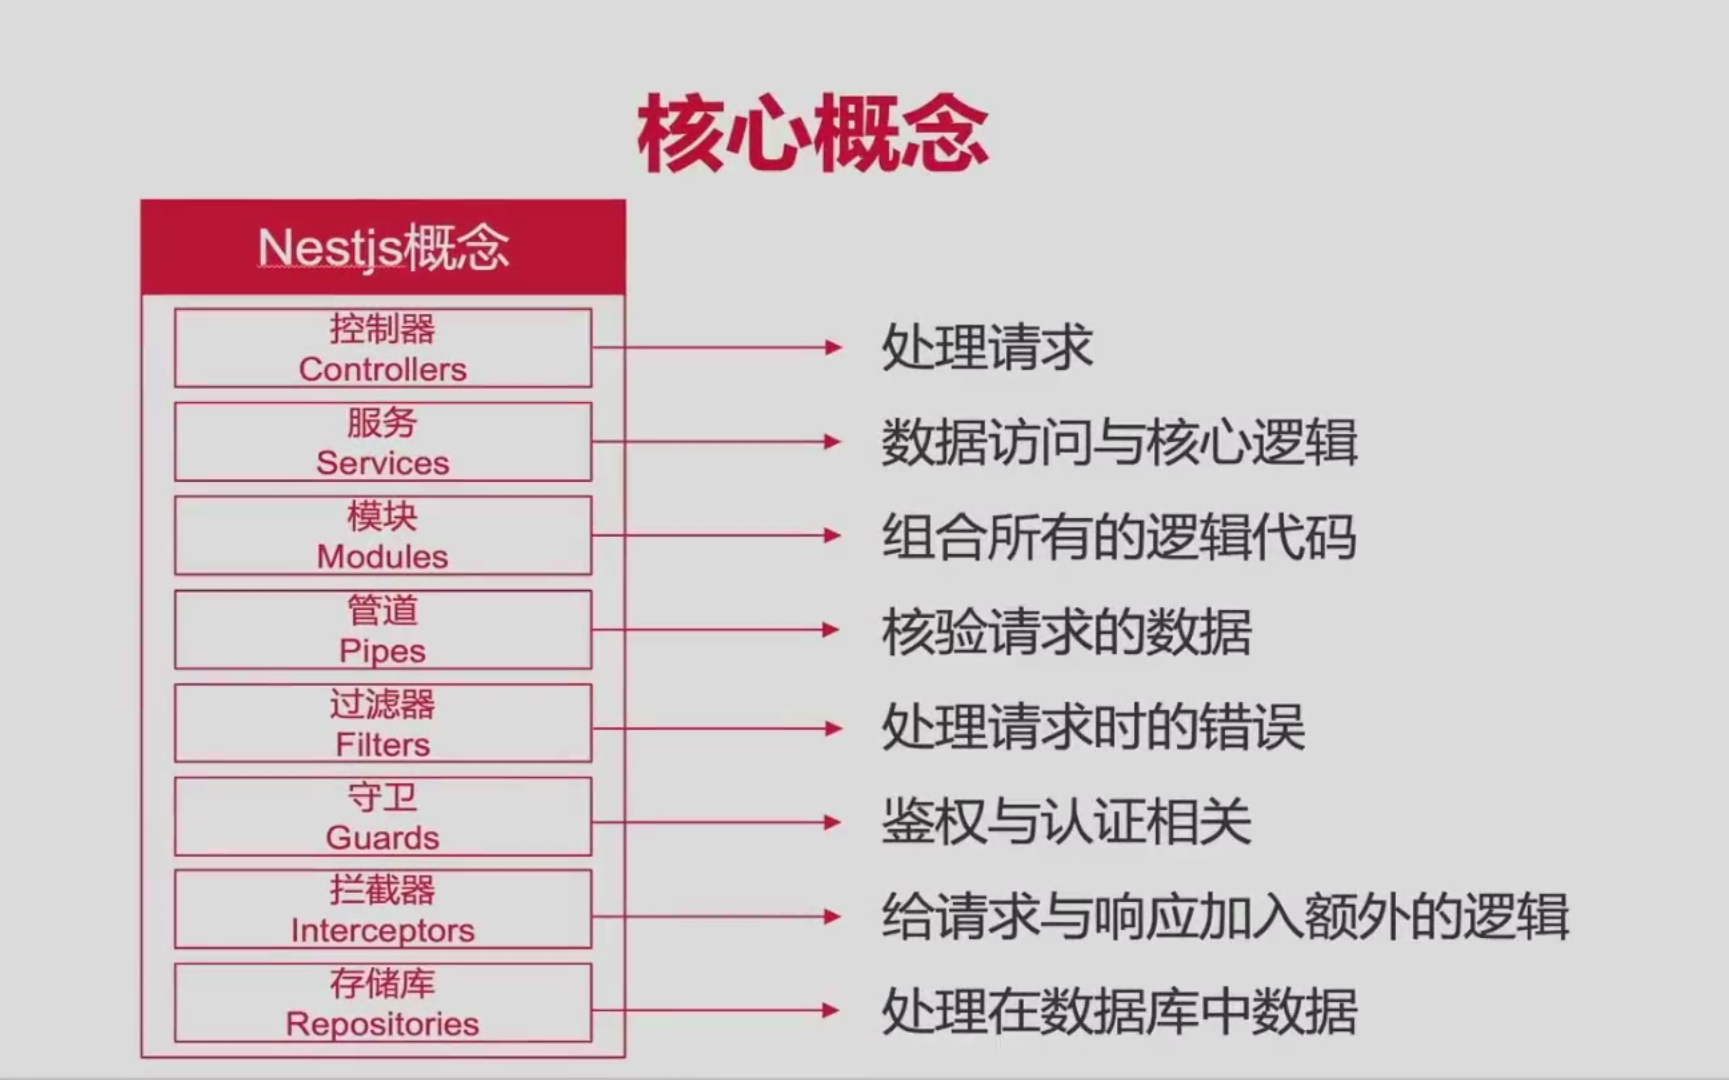 核心概念
Nestjs概念
控制器
Controllers
处理请求
服务
Services
数据访问与核心逻辑
模块
Modules
组合所有的逻辑代码
管道
Pipes
核验请求的数据
过滤器
Filters
处理请求时的错误
守卫
Guards
鉴权与认证相关
拦截器
Interceptors
给请求与响应加入额外的逻辑
存储库
Repositories
处理在数据库中数据